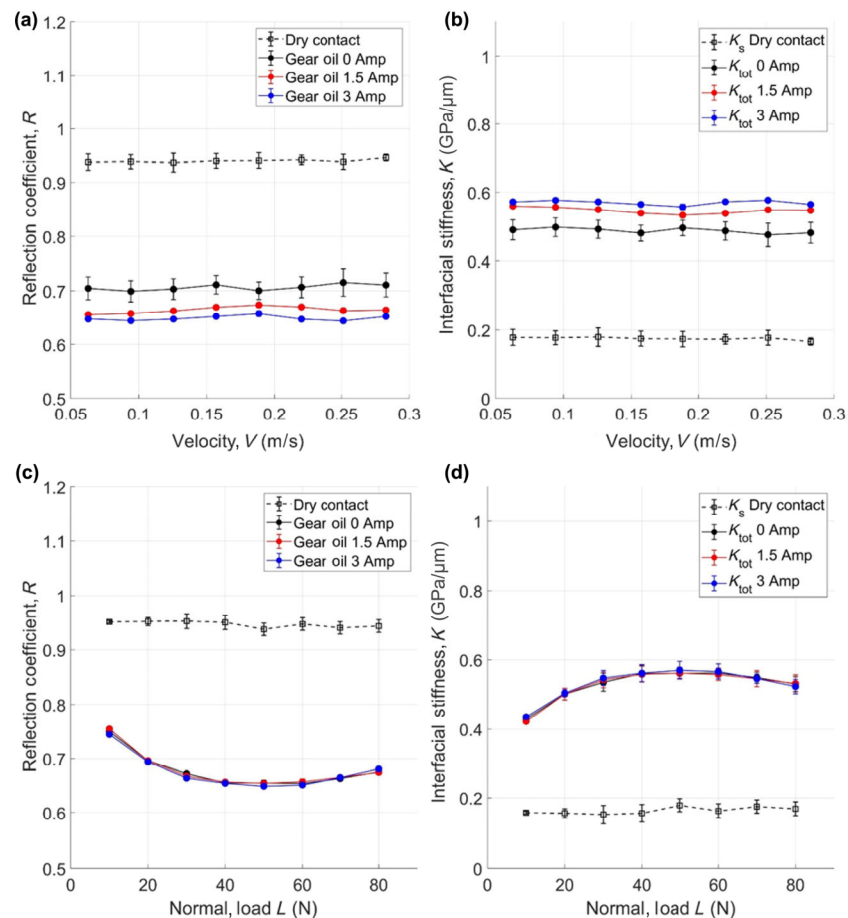 (a)
1.2
1.1
1
0.9
0.8
0.7
0.6
0.5
0.05
0.1
0.15
0.2
0.25
0.3
Reflection coefficient, R
Velocity, V (m/s)
Dry contact
Gear oil 0 Amp
Gear oil 1.5 Amp
Gear oil 3 Amp
(b)
1
0.8
0.6
0.4
0.2
0
0.05
0.1
0.15
0.2
0.25
0.3
Interfacial stiffness, K (GPa/μm)
Velocity, V (m/s)
Ks Dry contact
Ktot 0 Amp
Ktot 1.5 Amp
Ktot 3 Amp
(c)
1.2
1.1
1
0.9
0.8
0.7
0.6
0.5
0
20
40
60
80
Reflection coefficient, R
Normal, load L (N)
Dry contact
Gear oil 0 Amp
Gear oil 1.5 Amp
Gear oil 3 Amp
(d)
1
0.8
0.6
0.4
0.2
0
0
20
40
60
80
Interfacial stiffness, K (GPa/μm)
Normal, load L (N)
Ks Dry contact
Ktot 0 Amp
Ktot 1.5 Amp
Ktot 3 Amp